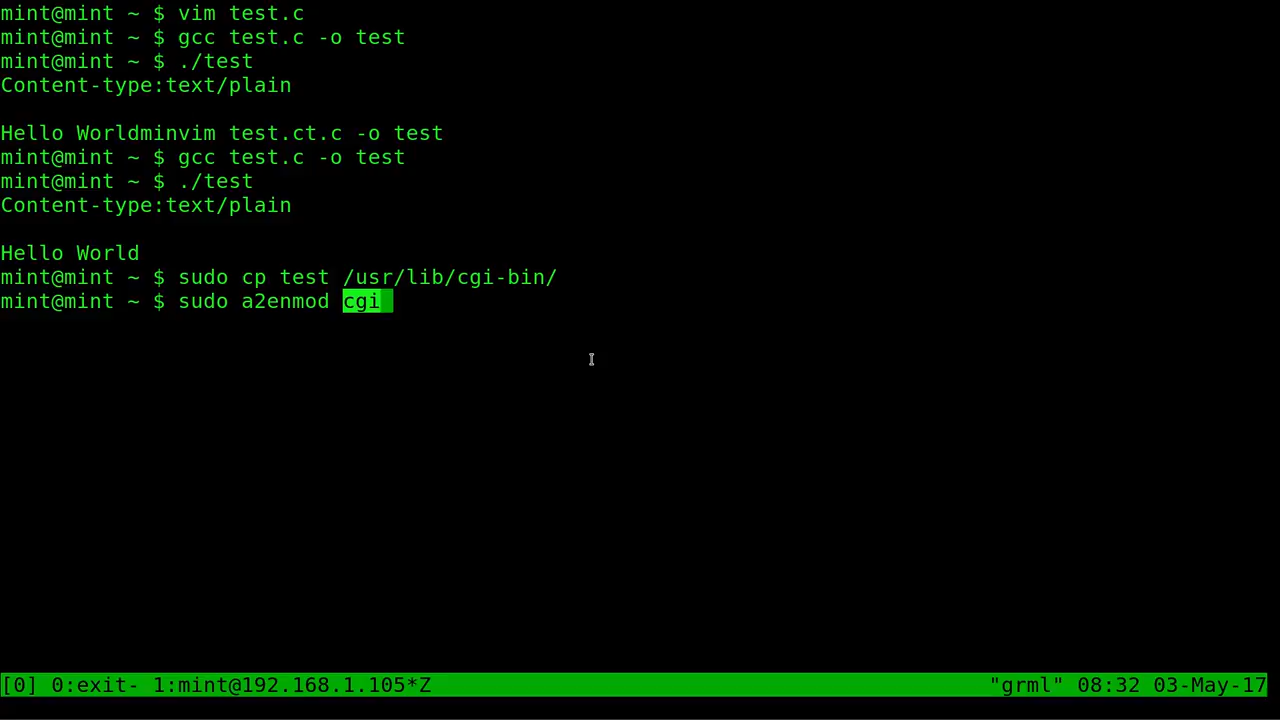 mint@mint ~ $ vim test.c
mint@mint ~ $ gcc test.c -o test
mint@mint ~ $ ./test
Content-type:text/plain
Hello Worldminvim test.ct.c -o test
mint@mint ~ $ gcc test.c -o test
mint@mint ~ $ ./test
Content-type:text/plain
Hello World
mint@mint ~ $ sudo cp test /usr/lib/cgi-bin/
mint@mint ~ $ sudo a2enmod cgi
[0] 0:exit- 1:mint@192.168.1.105*Z "grml" 08:32 03-May-17